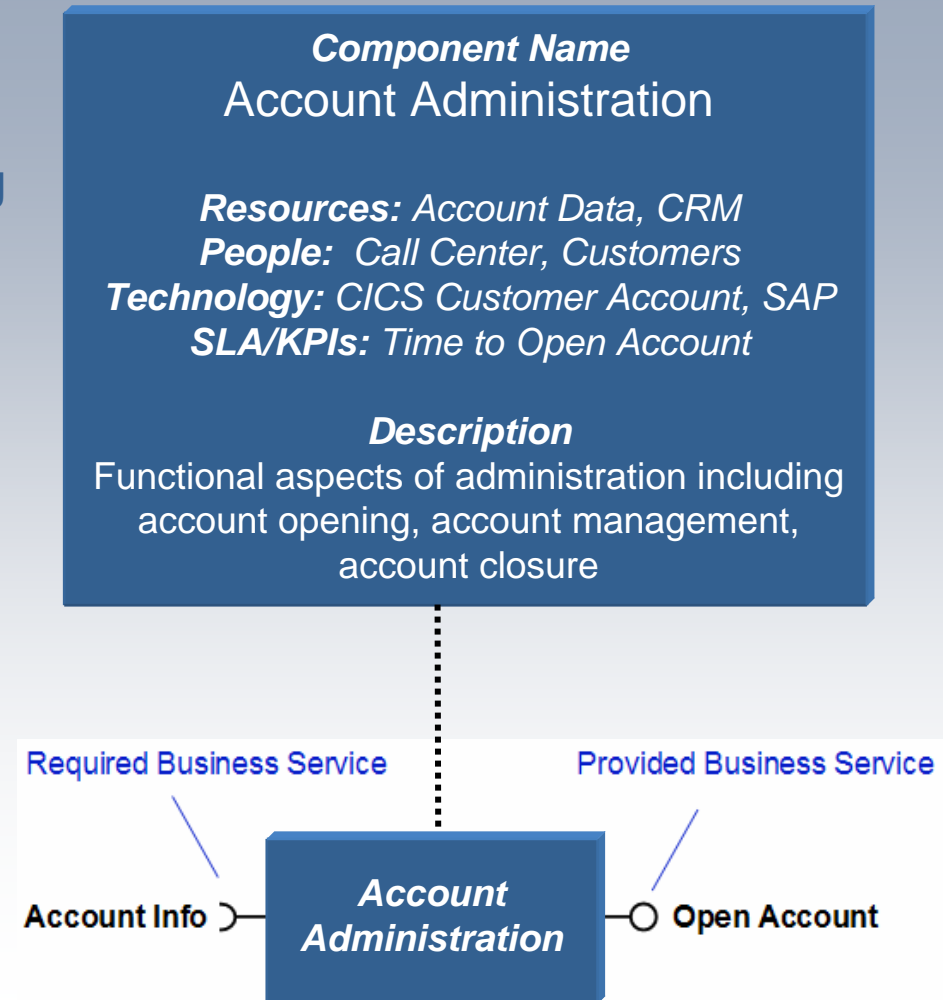 Component Name
Account Administration
Resources: Account Data, CRM
People: Call Center, Customers
Technology: CICS Customer Account, SAP
SLA/KPIs: Time to Open Account
Description
Functional aspects of administration including
account opening, account management,
account closure
Required Business Service
Provided Business Service
Account Info
Account
Administration
Open Account